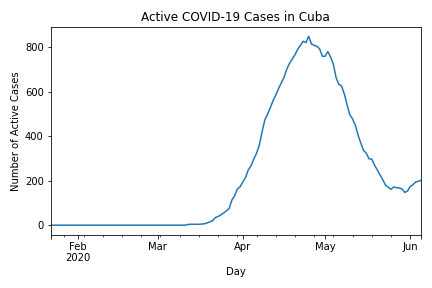 Active COVID-19 Cases in Cuba
Number of Active Cases
800
600
400
200
0
Feb
2020
Mar
Apr
May
Jun
Day